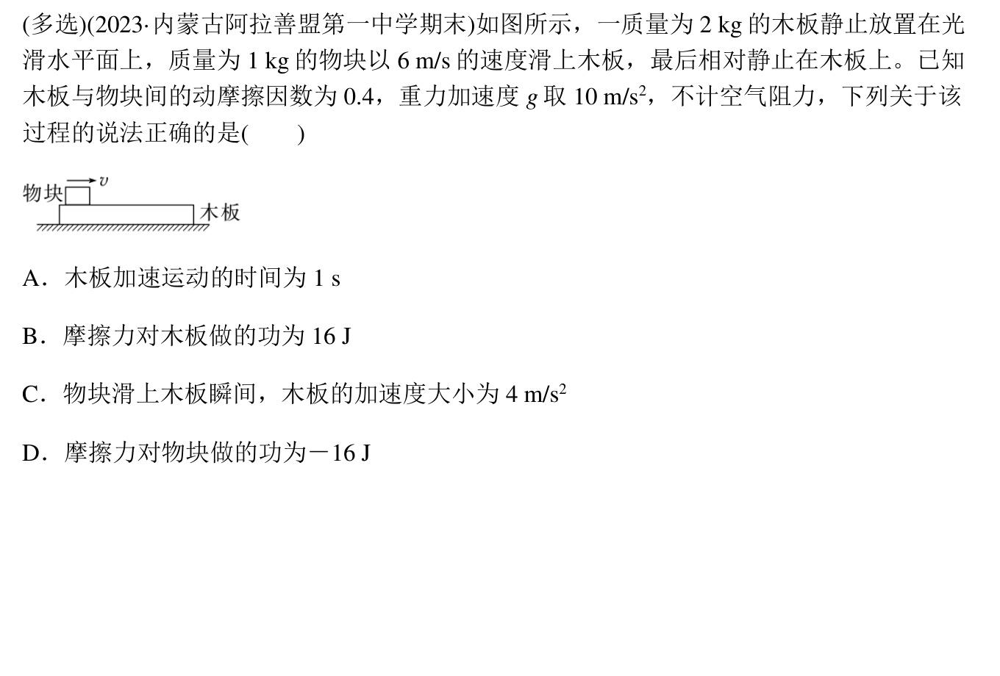 (多选)(2023·内蒙古阿拉善盟第一中学期末)如图所示，一质量为 2 kg 的木板静止放置在光
滑水平面上，质量为 1 kg 的物块以 6 m/s 的速度滑上木板，最后相对静止在木板上。已知
木板与物块间的动摩擦因数为 0.4，重力加速度 g 取 10 m/s²，不计空气阻力，下列关于该
过程的说法正确的是(　　)
v
物块
木板
A．木板加速运动的时间为 1 s
B．摩擦力对木板做的功为 16 J
C．物块滑上木板瞬间，木板的加速度大小为 4 m/s²
D．摩擦力对物块做的功为－16 J